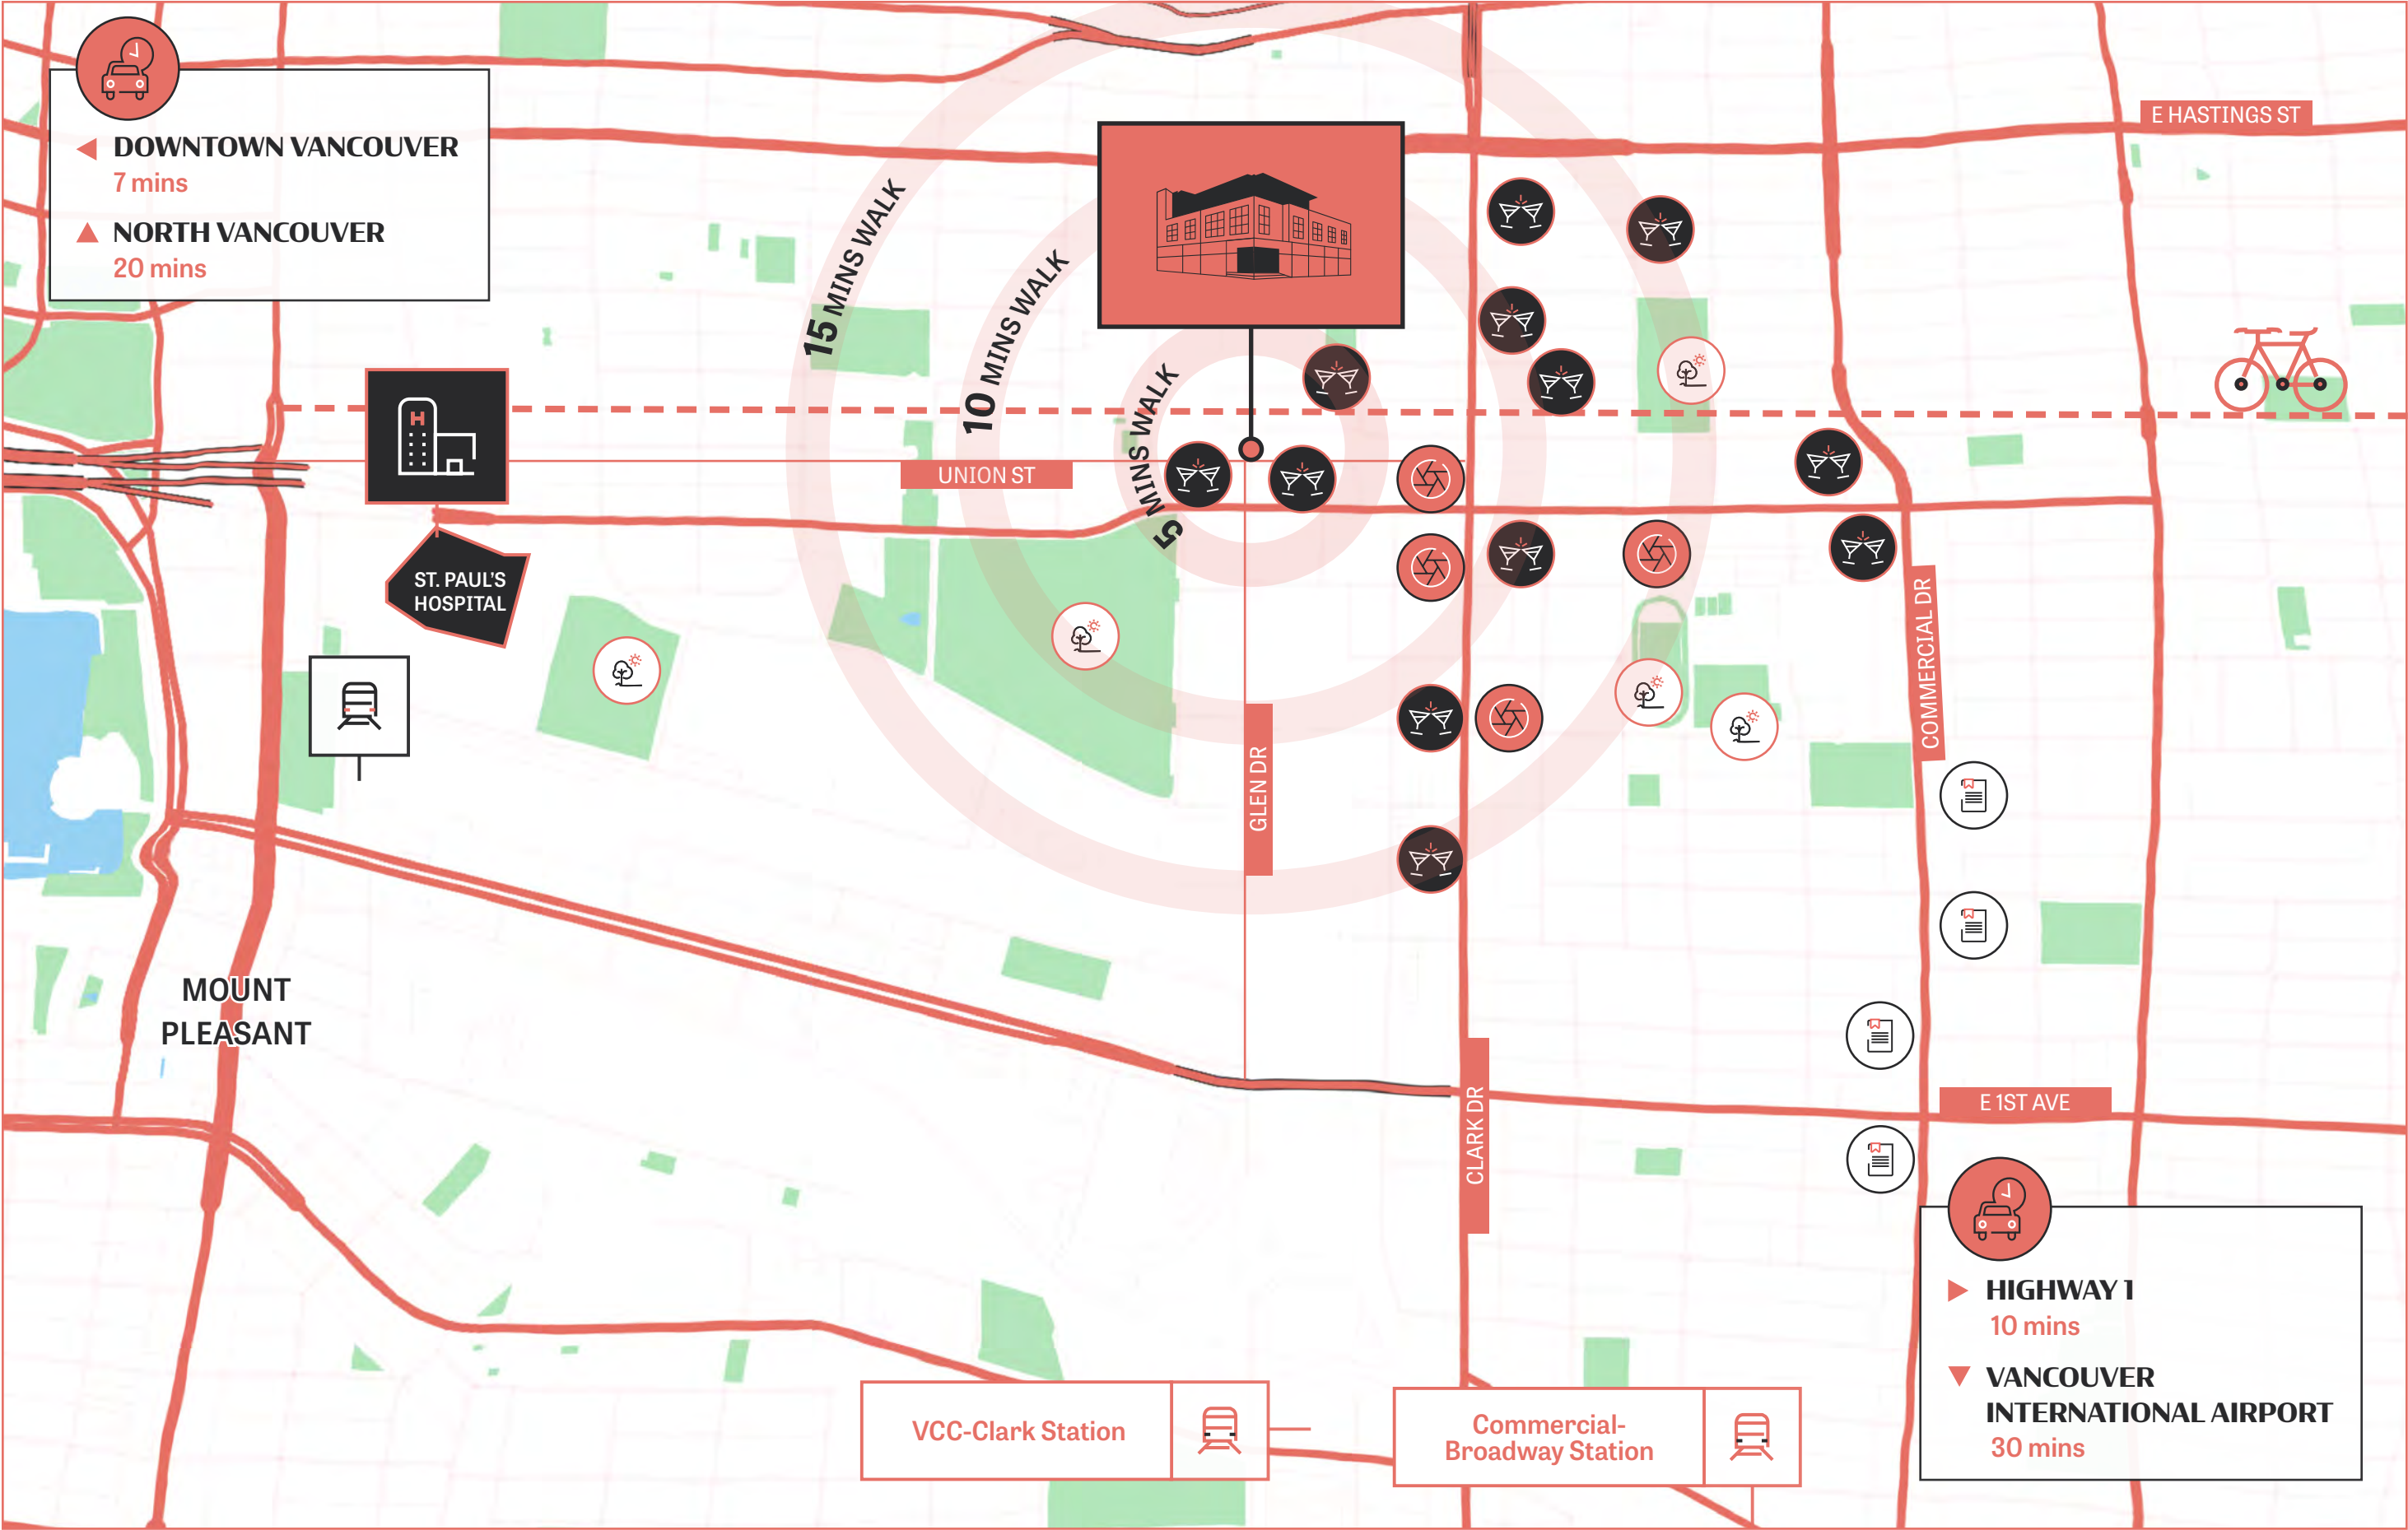 DOWNTOWN VANCOUVER
7 mins
NORTH VANCOUVER
20 mins
E HASTINGS ST
15 MINS WALK
10 MINS WALK
5 MINS WALK
H
UNION ST
ST. PAUL'S
HOSPITAL
COMMERCIAL DR
GLEN DR
MOUNT
PLEASANT
CLARK DR
E 1ST AVE
HIGHWAY 1
10 mins
VANCOUVER
INTERNATIONAL AIRPORT
30 mins
VCC-Clark Station
Commercial-
Broadway Station